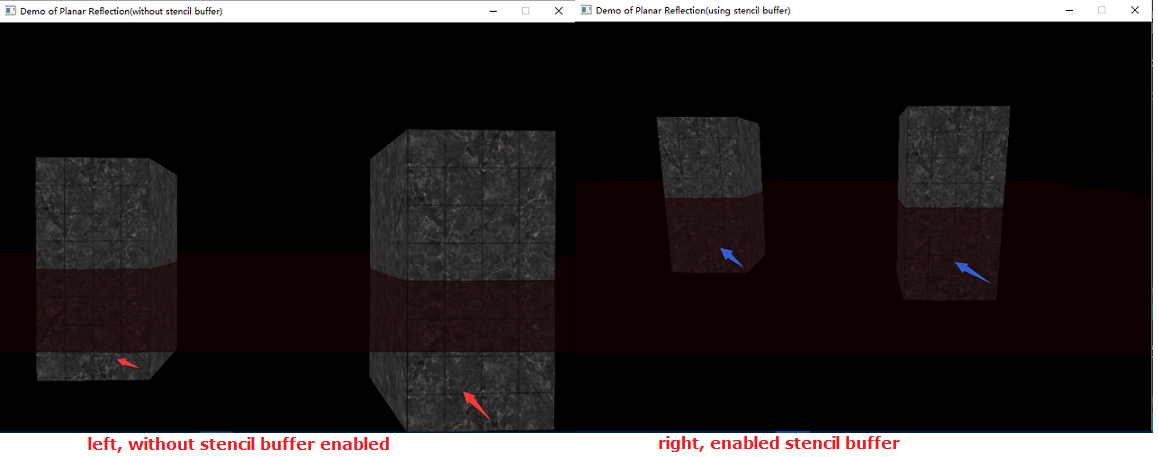 Demo of Planar Reflection(without stencil buffer)
Demo of Planar Reflection(using stencil buffer)
left, without stencil buffer enabled
right, enabled stencil buffer